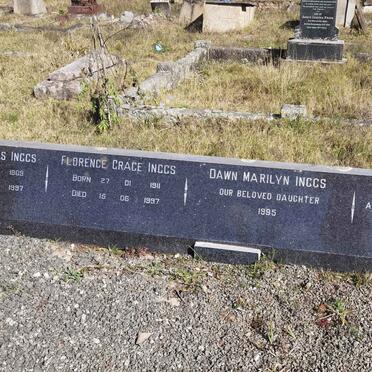 S INGGS
1909
1997
FLORENCE GRACE INGGS
BORN 27 01 1911
DIED 15 06 1997
DAWN MARILYN INGGS
OUR BELOVED DAUGHTER
1995
A